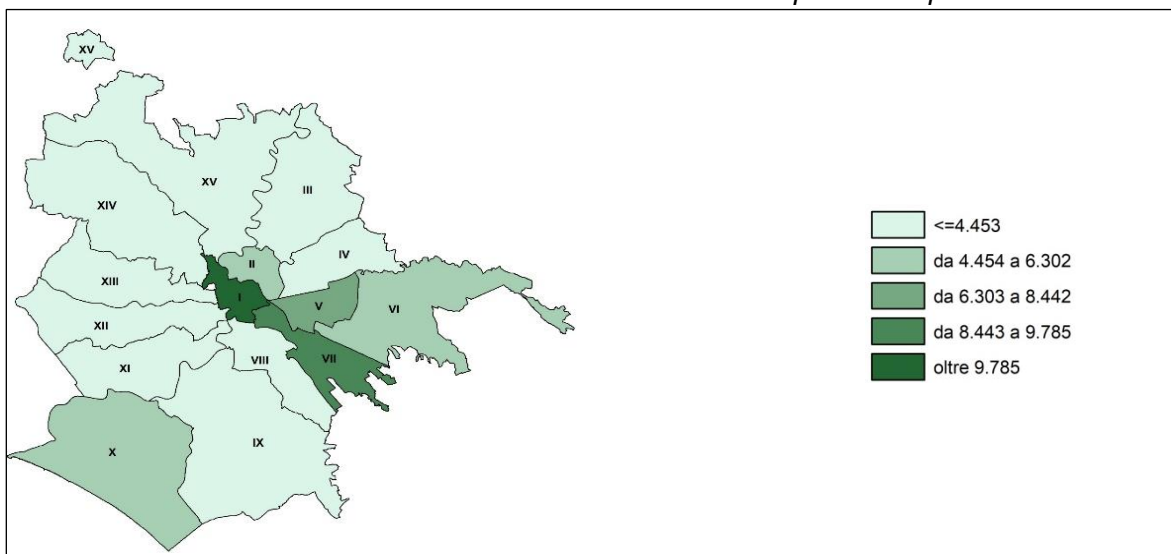 XV
XV
III
XIV
II
IV
XIII
I
V
VI
XII
VIII
VII
XI
IX
X
<=4.453
da 4.454 a 6.302
da 6.303 a 8.442
da 8.443 a 9.785
oltre 9.785